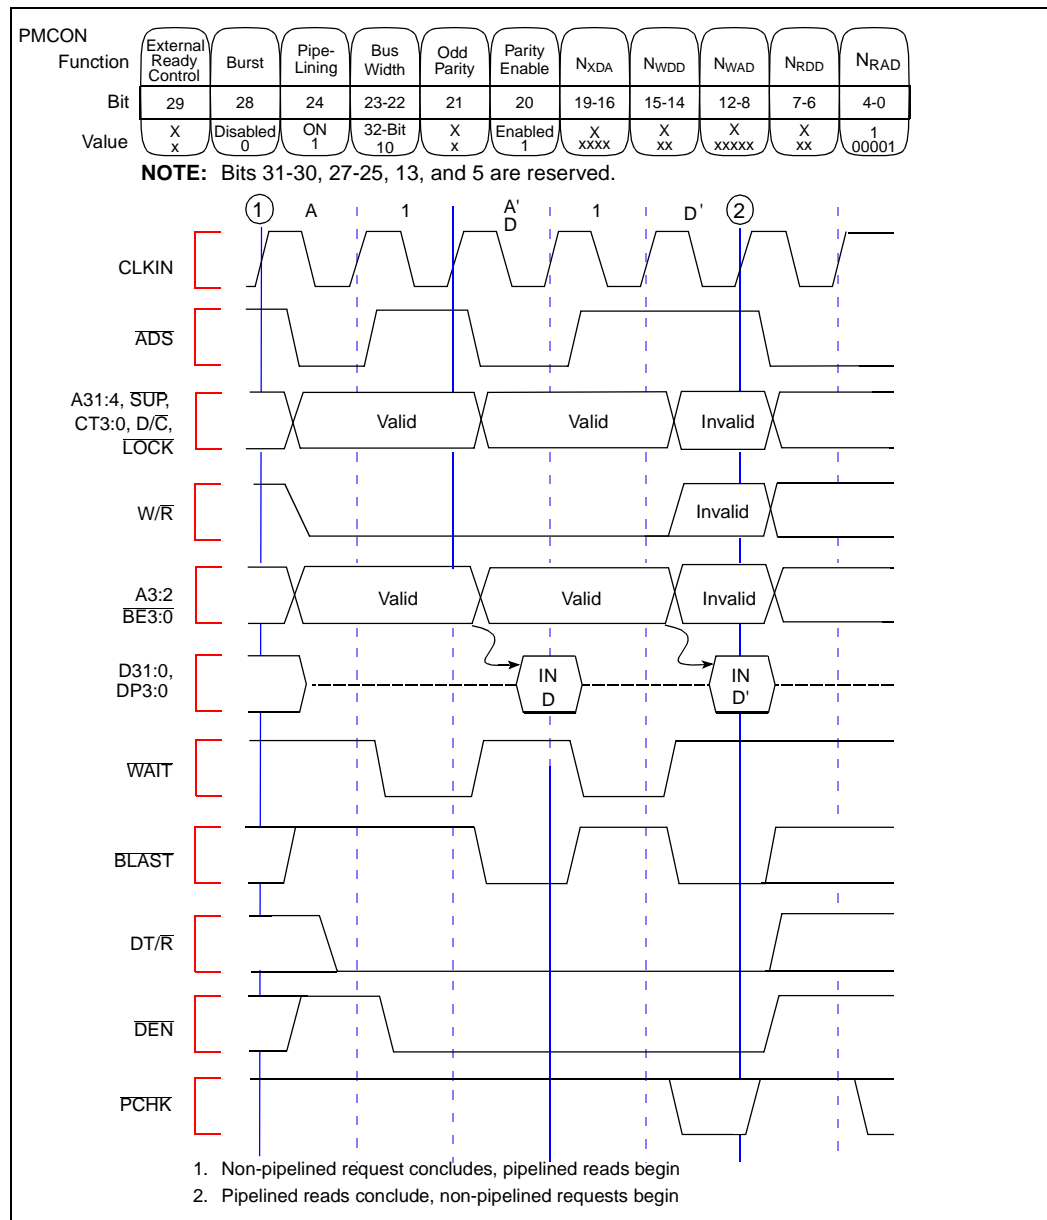 PMCON
Function
External Ready Control
Burst
Pipe-Lining
Bus Width
Odd Parity
Parity Enable
NXDA
NWDD
NWAD
NRDD
NRAD
Bit
29
28
24
23-22
21
20
19-16
15-14
12-8
7-6
4-0
Value
X
x
Disabled
0
ON
1
32-Bit
10
X
x
Enabled
1
X
xxxx
X
xx
X
xxxxx
X
xx
1
00001
NOTE: Bits 31-30, 27-25, 13, and 5 are reserved.
1 A 1 A' D 1 D' 2
CLKIN
ADS
A31:4, SUP,
CT3:0, D/C,
LOCK
Valid Valid Invalid
W/R
Invalid
A3:2
BE3:0
Valid Valid Invalid
D31:0,
DP3:0
IN
D
IN
D'
WAIT
BLAST
DT/R
DEN
PCHK
1. Non-pipelined request concludes, pipelined reads begin
2. Pipelined reads conclude, non-pipelined requests begin